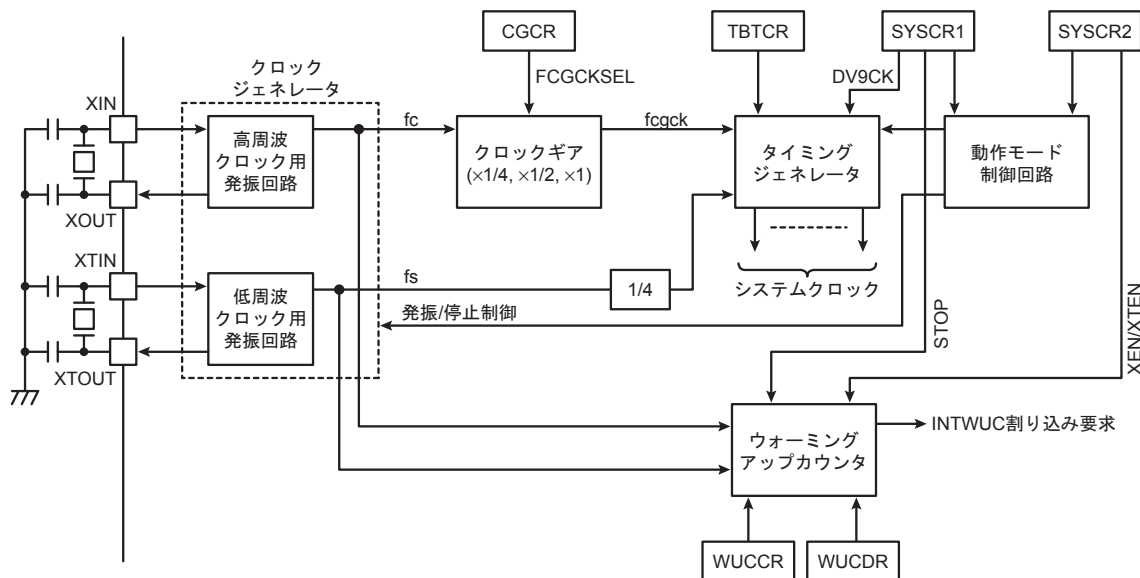 CGCR
TBTCR
SYSCR1
SYSCR2
クロック
ジェネレータ
FCGCKSEL
DV9CK
XIN
高周波
クロック用
発振回路
fc
クロックギア
(×1/4, ×1/2, ×1)
fcgck
タイミング
ジェネレータ
動作モード
制御回路
XOUT
XTIN
低周波
クロック用
発振回路
fs
1/4
システムクロック
発振/停止制御
STOP
XEN/XTEN
XTOUT
ウォーミング
アップカウンタ
INTWUC割り込み要求
WUCCR
WUCDR